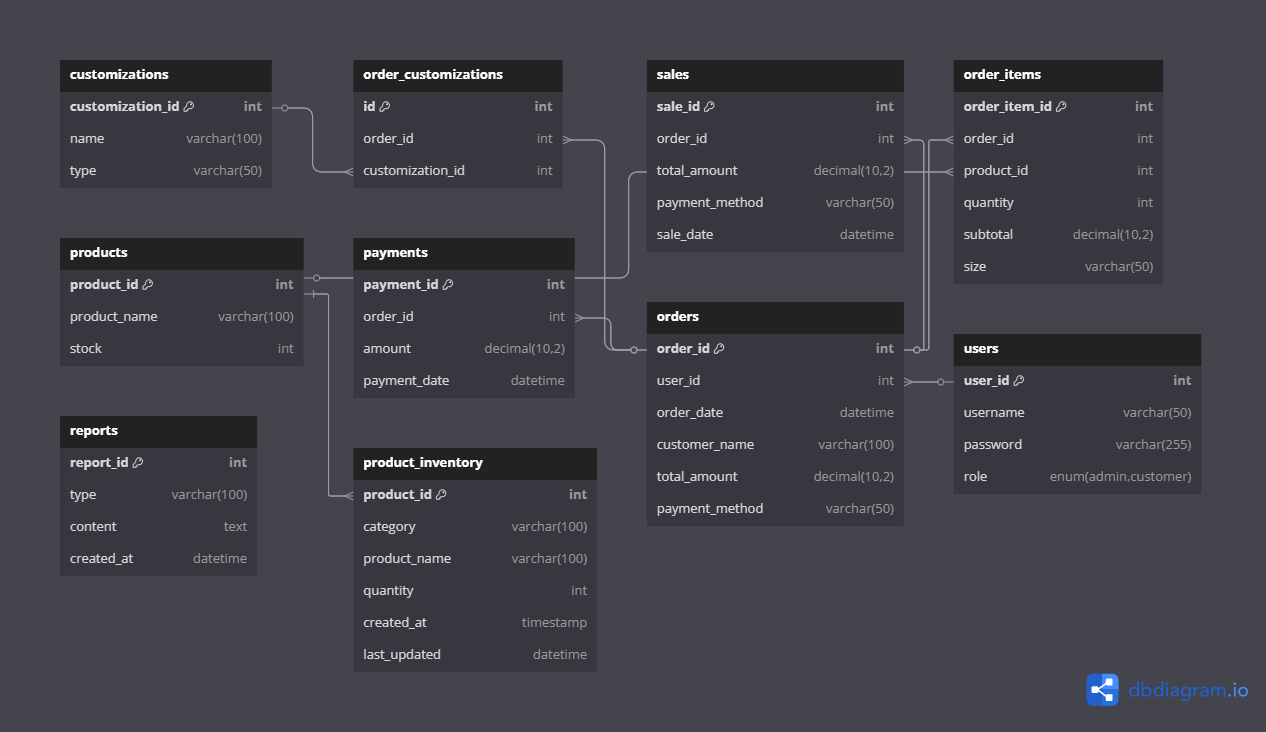 customizations
customization_id int
name varchar(100)
type varchar(50)
order_customizations
id int
order_id int
customization_id int
sales
sale_id int
order_id int
total_amount decimal(10,2)
payment_method varchar(50)
sale_date datetime
order_items
order_item_id int
order_id int
product_id int
quantity int
subtotal decimal(10,2)
size varchar(50)
products
product_id int
product_name varchar(100)
stock int
payments
payment_id int
order_id int
amount decimal(10,2)
payment_date datetime
orders
order_id int
user_id int
order_date datetime
customer_name varchar(100)
total_amount decimal(10,2)
payment_method varchar(50)
users
user_id int
username varchar(50)
password varchar(255)
role enum(admin,customer)
reports
report_id int
type varchar(100)
content text
created_at datetime
product_inventory
product_id int
category varchar(100)
product_name varchar(100)
quantity int
created_at timestamp
last_updated datetime
dbdiagram.io